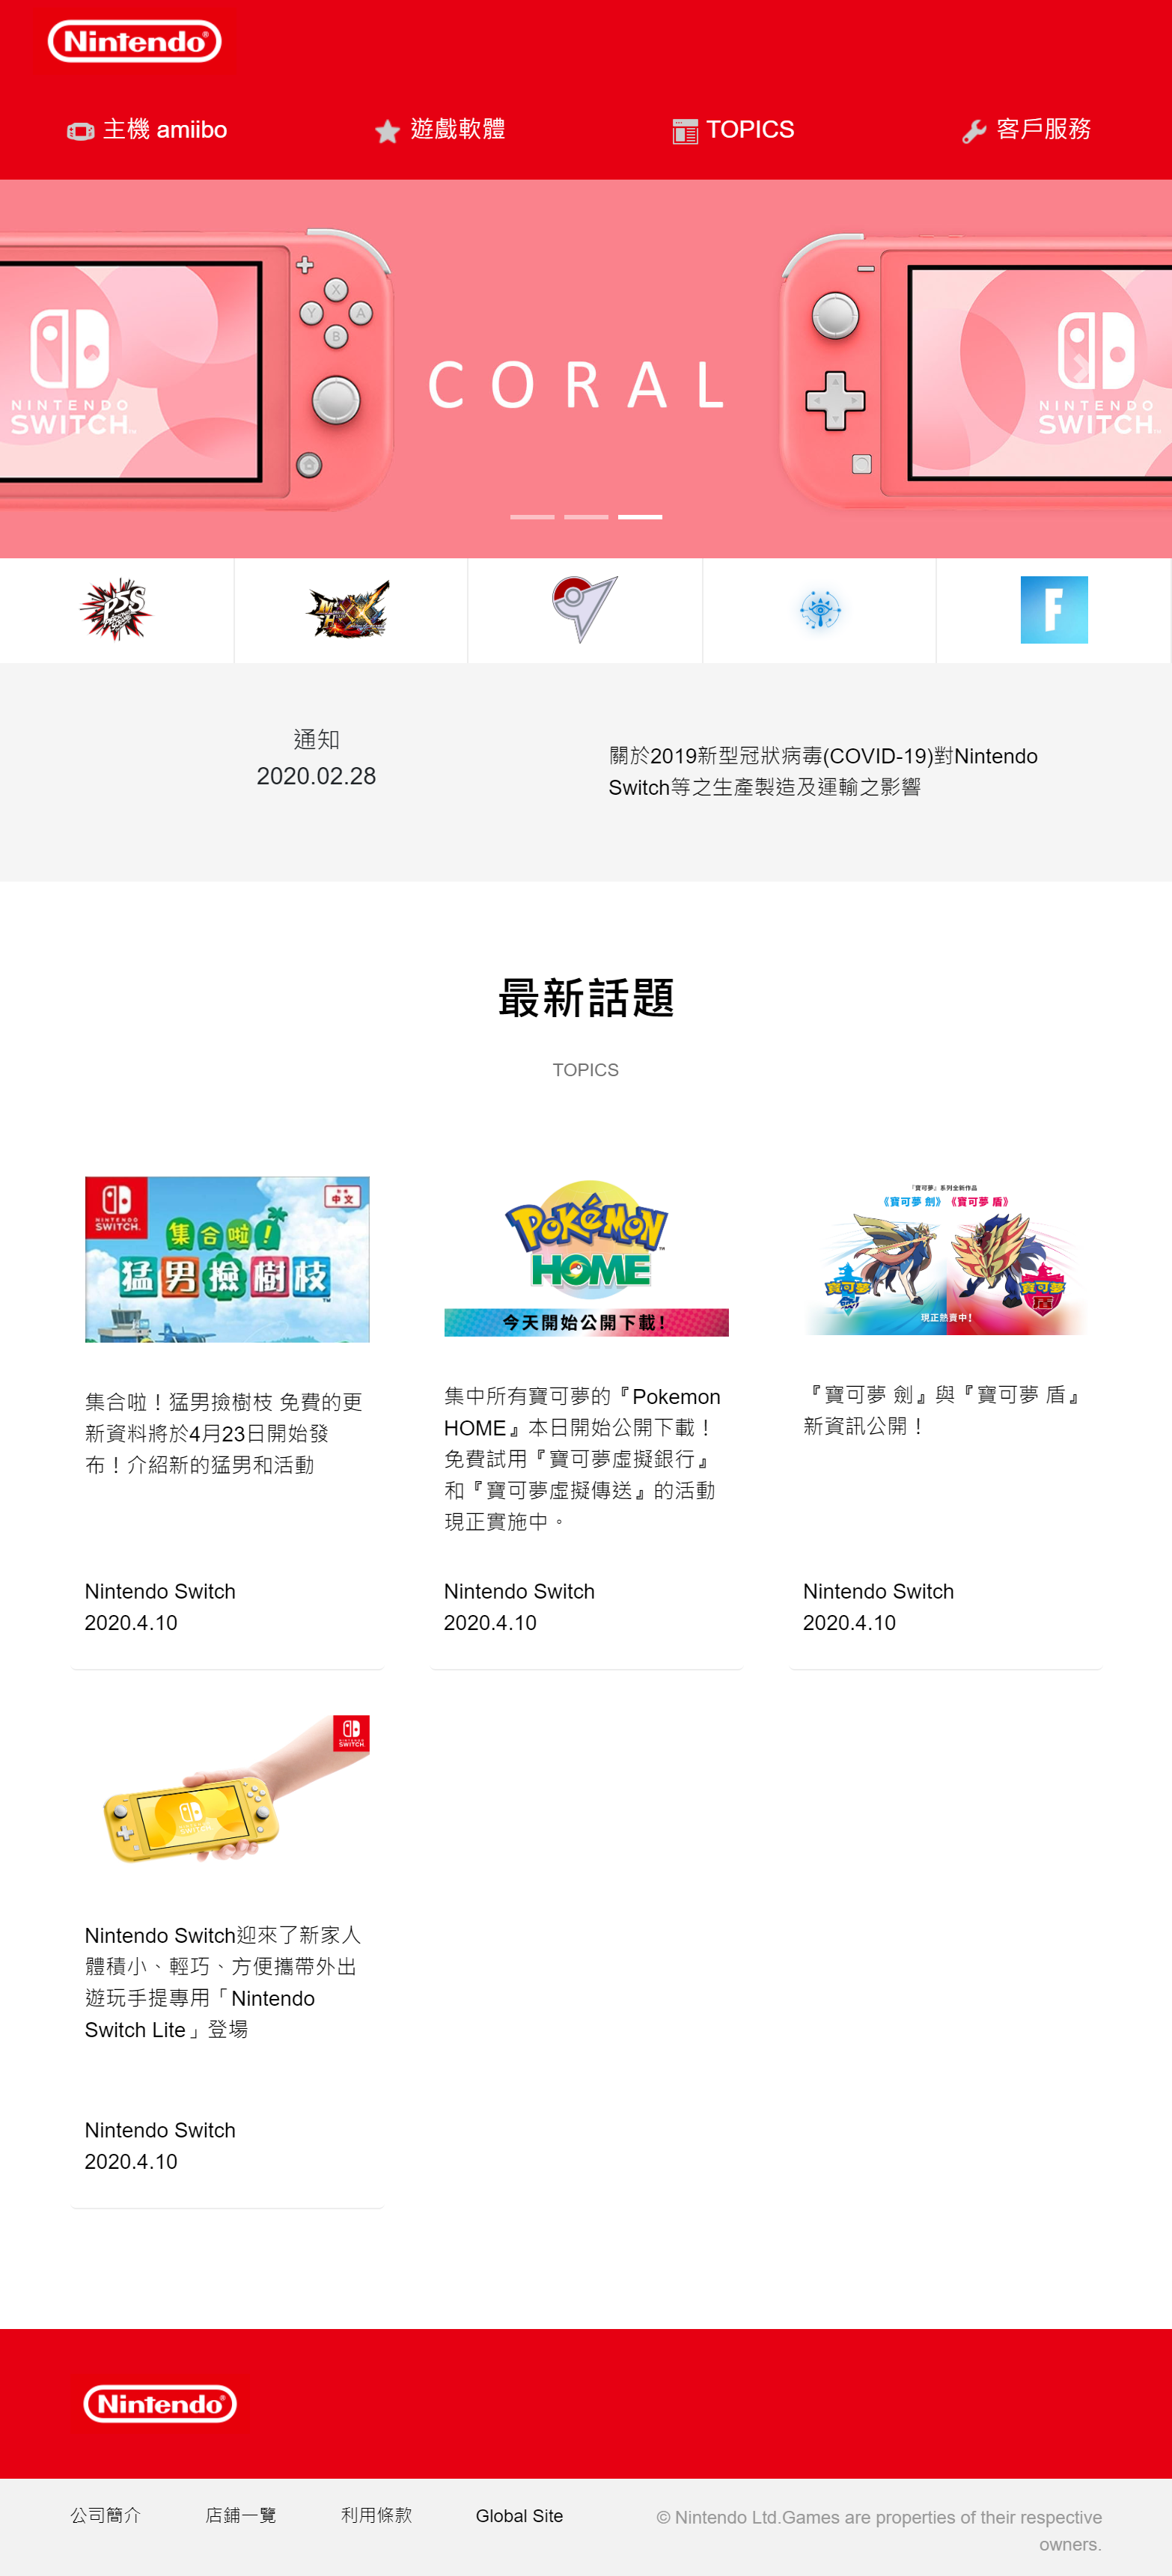 Nintendo
主機 amiibo
遊戲軟體
TOPICS
客戶服務
X
Y
A
B
CORAL
NINTENDO
SWITCH
NINTENDO
SWITCH
P5S
F
通知
2020.02.28
關於2019新型冠狀病毒(COVID-19)對Nintendo
Switch等之生產製造及運輸之影響
最新話題
TOPICS
NINTENDO
SWITCH
中文
集合啦!
猛男撿樹枝
Pokémon
HOME
今天開始公開下載!
『寶可夢』系列全新作品
《寶可夢 劍》《寶可夢 盾》
寶可夢
寶可夢
盾
現正熱賣中!
集合啦！猛男撿樹枝 免費的更
新資料將於4月23日開始發
布！介紹新的猛男和活動
Nintendo Switch
2020.4.10
集中所有寶可夢的『Pokemon
HOME』本日開始公開下載！
免費試用『寶可夢虛擬銀行』
和『寶可夢虛擬傳送』的活動
現正實施中。
Nintendo Switch
2020.4.10
『寶可夢 劍』與『寶可夢 盾』
新資訊公開！
Nintendo Switch
2020.4.10
NINTENDO
SWITCH
SWITCH
Nintendo Switch迎來了新家人
體積小、輕巧、方便攜帶外出
遊玩手提專用「Nintendo
Switch Lite」登場
Nintendo Switch
2020.4.10
Nintendo
公司簡介
店鋪一覽
利用條款
Global Site
© Nintendo Ltd.Games are properties of their respective
owners.